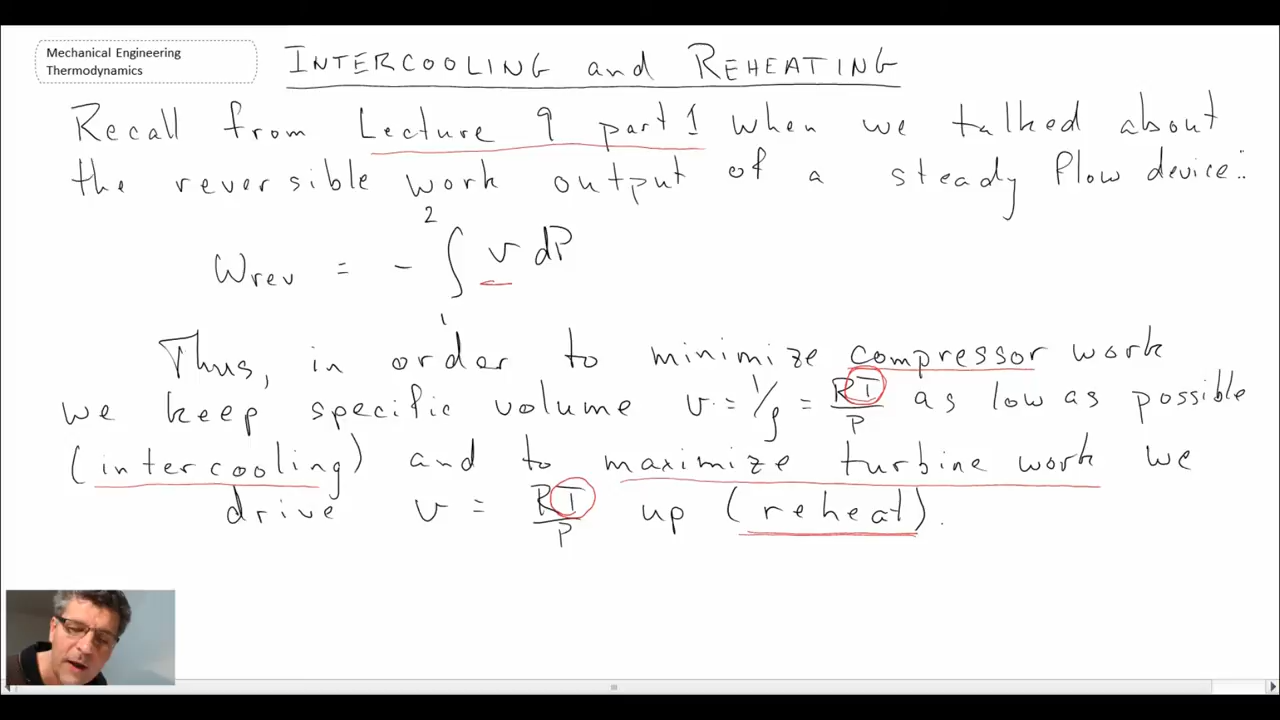 Mechanical Engineering
Thermodynamics
INTERCOOLING and REHEATING
Recall from Lecture 9 part 1 when we talked about
the reversible work output of a steady flow device:
Wrev = - ∫₁² v dP
Thus, in order to minimize compressor work
we keep specific volume v = 1/ρ = RT/P as low as possible
(intercooling) and to maximize turbine work we
drive v = RT/P up (reheat).